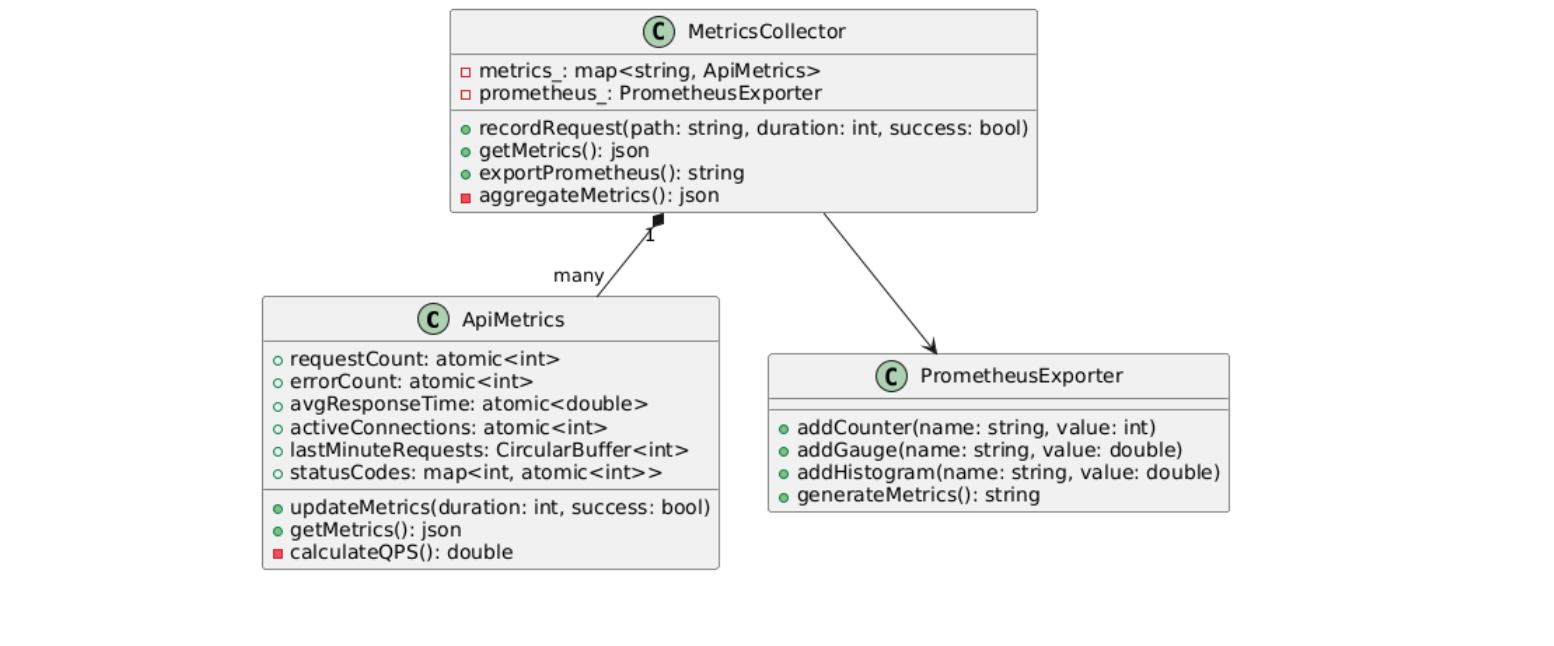 C MetricsCollector
metrics_: map<string, ApiMetrics>
prometheus_: PrometheusExporter
recordRequest(path: string, duration: int, success: bool)
getMetrics(): json
exportPrometheus(): string
aggregateMetrics(): json
1
many
C ApiMetrics
requestCount: atomic<int>
errorCount: atomic<int>
avgResponseTime: atomic<double>
activeConnections: atomic<int>
lastMinuteRequests: CircularBuffer<int>
statusCodes: map<int, atomic<int>>
updateMetrics(duration: int, success: bool)
getMetrics(): json
calculateQPS(): double
C PrometheusExporter
addCounter(name: string, value: int)
addGauge(name: string, value: double)
addHistogram(name: string, value: double)
generateMetrics(): string